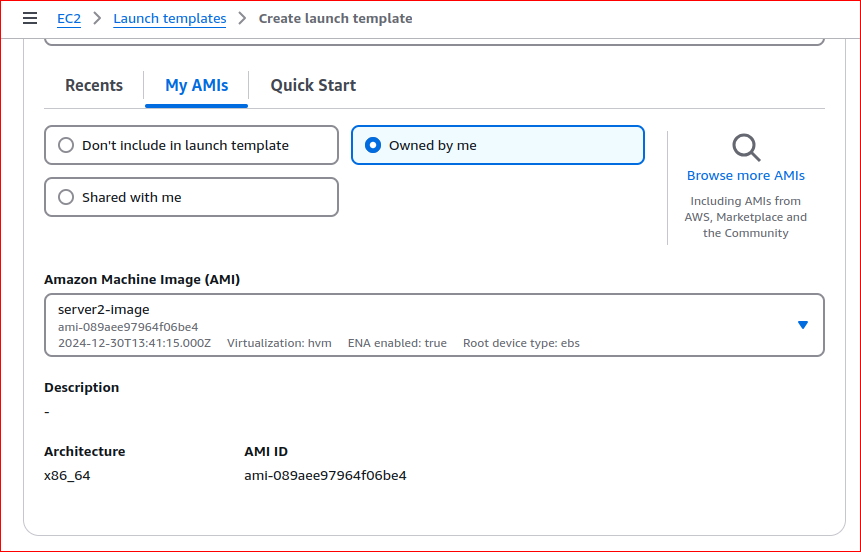 EC2 > Launch templates > Create launch template
Recents
My AMIs
Quick Start
Don't include in launch template
Owned by me
Shared with me
Browse more AMIs
Including AMIs from
AWS, Marketplace and
the Community
Amazon Machine Image (AMI)
server2-image
ami-089aee97964f06be4
2024-12-30T13:41:15.000Z Virtualization: hvm ENA enabled: true Root device type: ebs
Description
-
Architecture
x86_64
AMI ID
ami-089aee97964f06be4